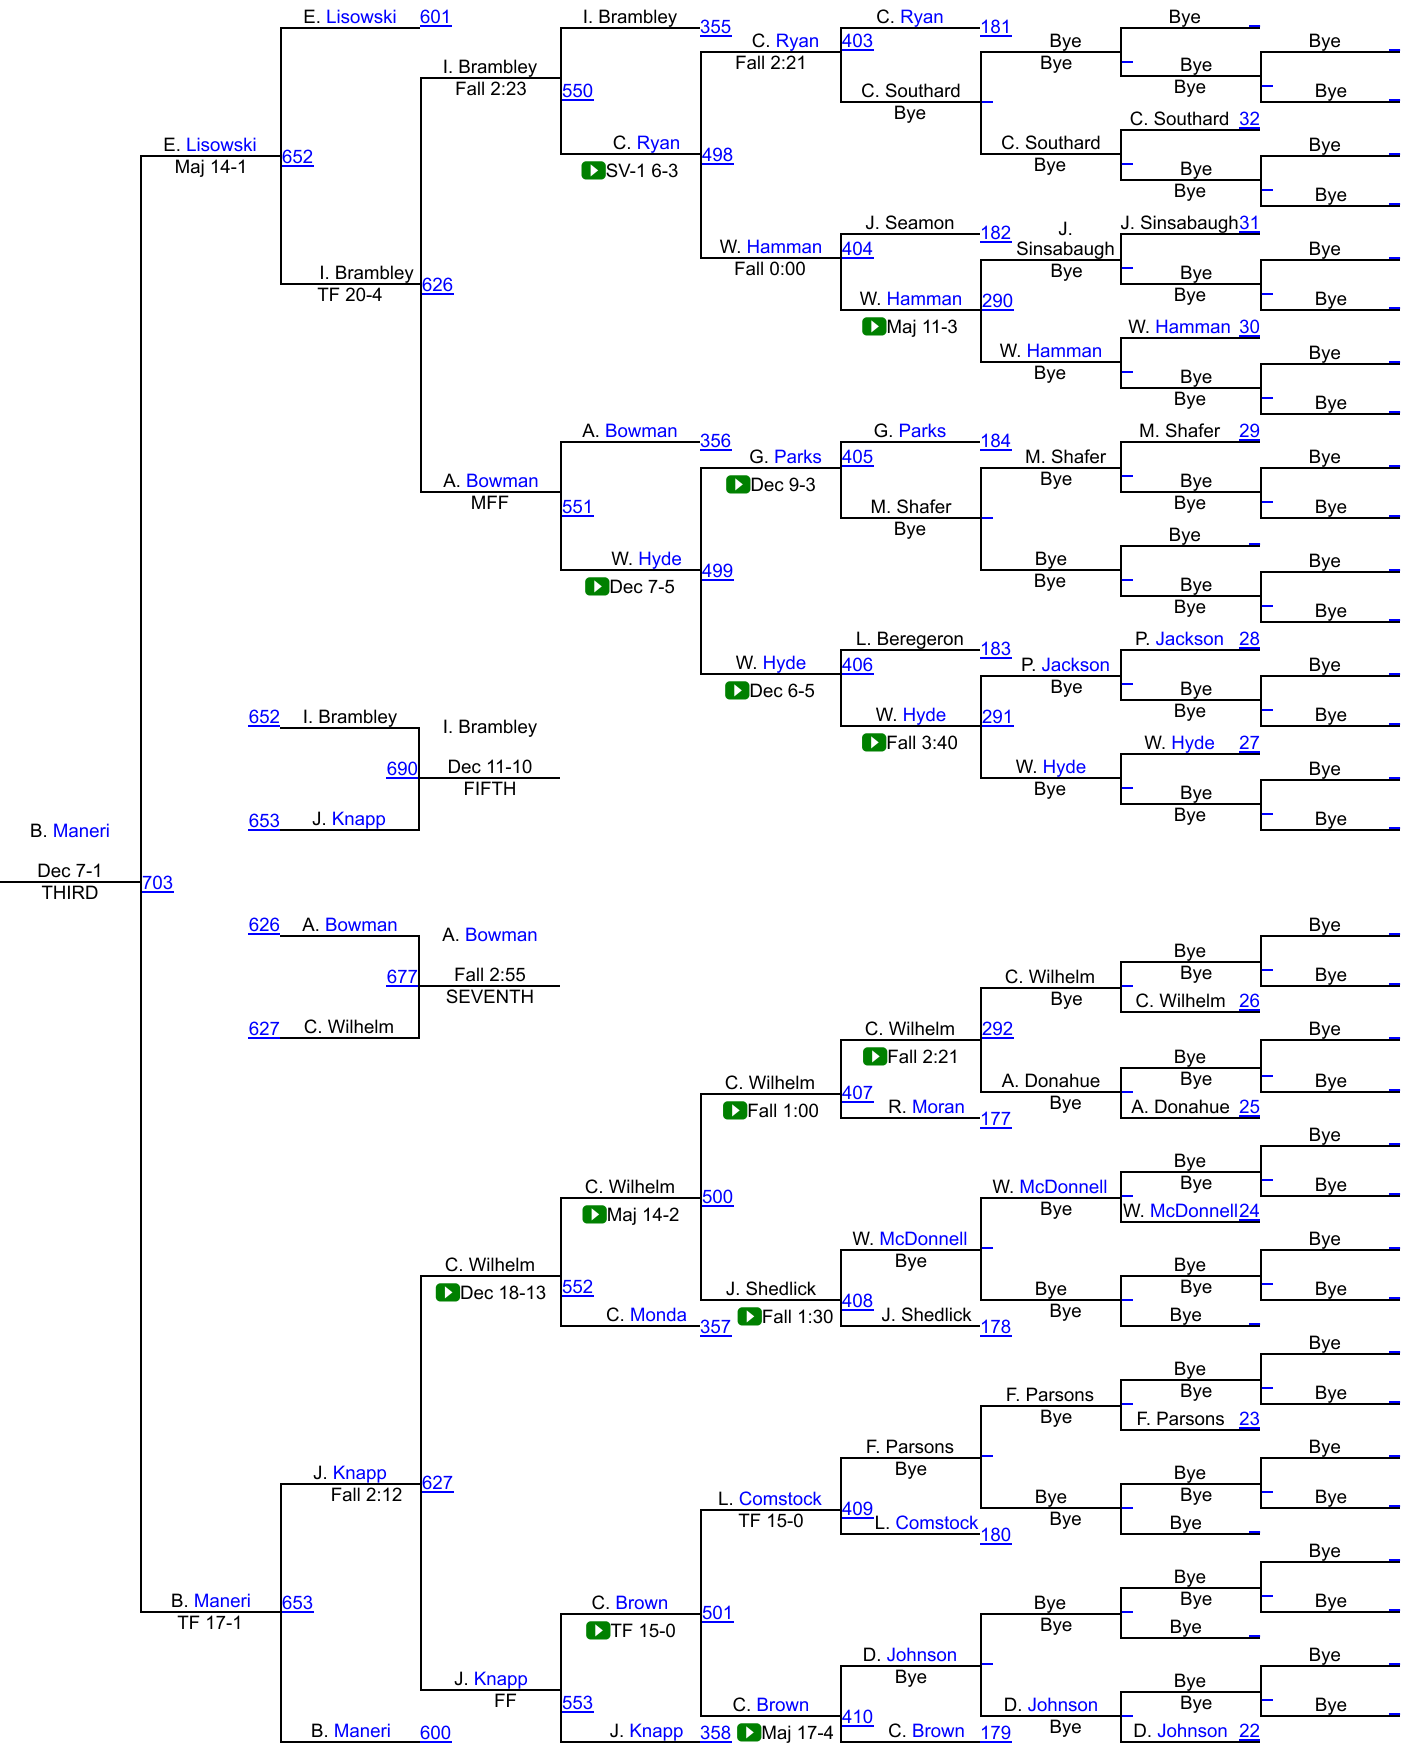 E. Lisowski 601
I. Brambley 355
C. Ryan 181
Bye
C. Ryan 403
Fall 2:21
Bye
Bye
Bye
I. Brambley
Fall 2:23
550
C. Southard
Bye
Bye
Bye
Bye
C. Southard 32
E. Lisowski 652
Maj 14-1
C. Ryan 498
SV-1 6-3
C. Southard
Bye
Bye
Bye
Bye
Bye
J. Seamon 182
J.
Sinsabaugh
Bye
J. Sinsabaugh 31
W. Hamman 404
Fall 0:00
Bye
I. Brambley 626
TF 20-4
Bye
Bye
Bye
W. Hamman 290
Maj 11-3
W. Hamman 30
W. Hamman
Bye
Bye
Bye
Bye
Bye
A. Bowman 356
G. Parks 184
M. Shafer 29
G. Parks 405
Dec 9-3
M. Shafer
Bye
Bye
A. Bowman
MFF
551
M. Shafer
Bye
Bye
Bye
Bye
Bye
W. Hyde 499
Dec 7-5
Bye
Bye
Bye
Bye
Bye
Bye
L. Beregeron 183
P. Jackson 28
W. Hyde 406
Dec 6-5
P. Jackson
Bye
Bye
Bye
Bye
652 I. Brambley
I. Brambley
W. Hyde 291
Fall 3:40
Bye
W. Hyde 27
690 Dec 11-10
FIFTH
W. Hyde
Bye
Bye
Bye
Bye
653 J. Knapp
Bye
B. Maneri
Dec 7-1
THIRD
703
626 A. Bowman
A. Bowman
Bye
677 Fall 2:55
SEVENTH
C. Wilhelm
Bye
Bye
Bye
Bye
C. Wilhelm 26
627 C. Wilhelm
C. Wilhelm 292
Fall 2:21
Bye
C. Wilhelm 407
Fall 1:00
A. Donahue
Bye
Bye
Bye
Bye
R. Moran 177
A. Donahue 25
Bye
C. Wilhelm 500
Maj 14-2
W. McDonnell
Bye
Bye
Bye
Bye
W. McDonnell 24
W. McDonnell
Bye
Bye
C. Wilhelm 552
Dec 18-13
J. Shedlick 408
Fall 1:30
Bye
Bye
Bye
Bye
Bye
C. Monda 357
J. Shedlick 178
Bye
Bye
F. Parsons
Bye
Bye
Bye
Bye
F. Parsons 23
F. Parsons
Bye
Bye
J. Knapp 627
Fall 2:12
L. Comstock 409
TF 15-0
Bye
Bye
Bye
Bye
Bye
L. Comstock 180
Bye
Bye
B. Maneri 653
TF 17-1
C. Brown 501
TF 15-0
Bye
Bye
Bye
Bye
Bye
Bye
D. Johnson
Bye
Bye
J. Knapp
FF
553
C. Brown 410
Maj 17-4
D. Johnson
Bye
Bye
Bye
Bye
B. Maneri 600
J. Knapp 358
C. Brown 179
D. Johnson 22